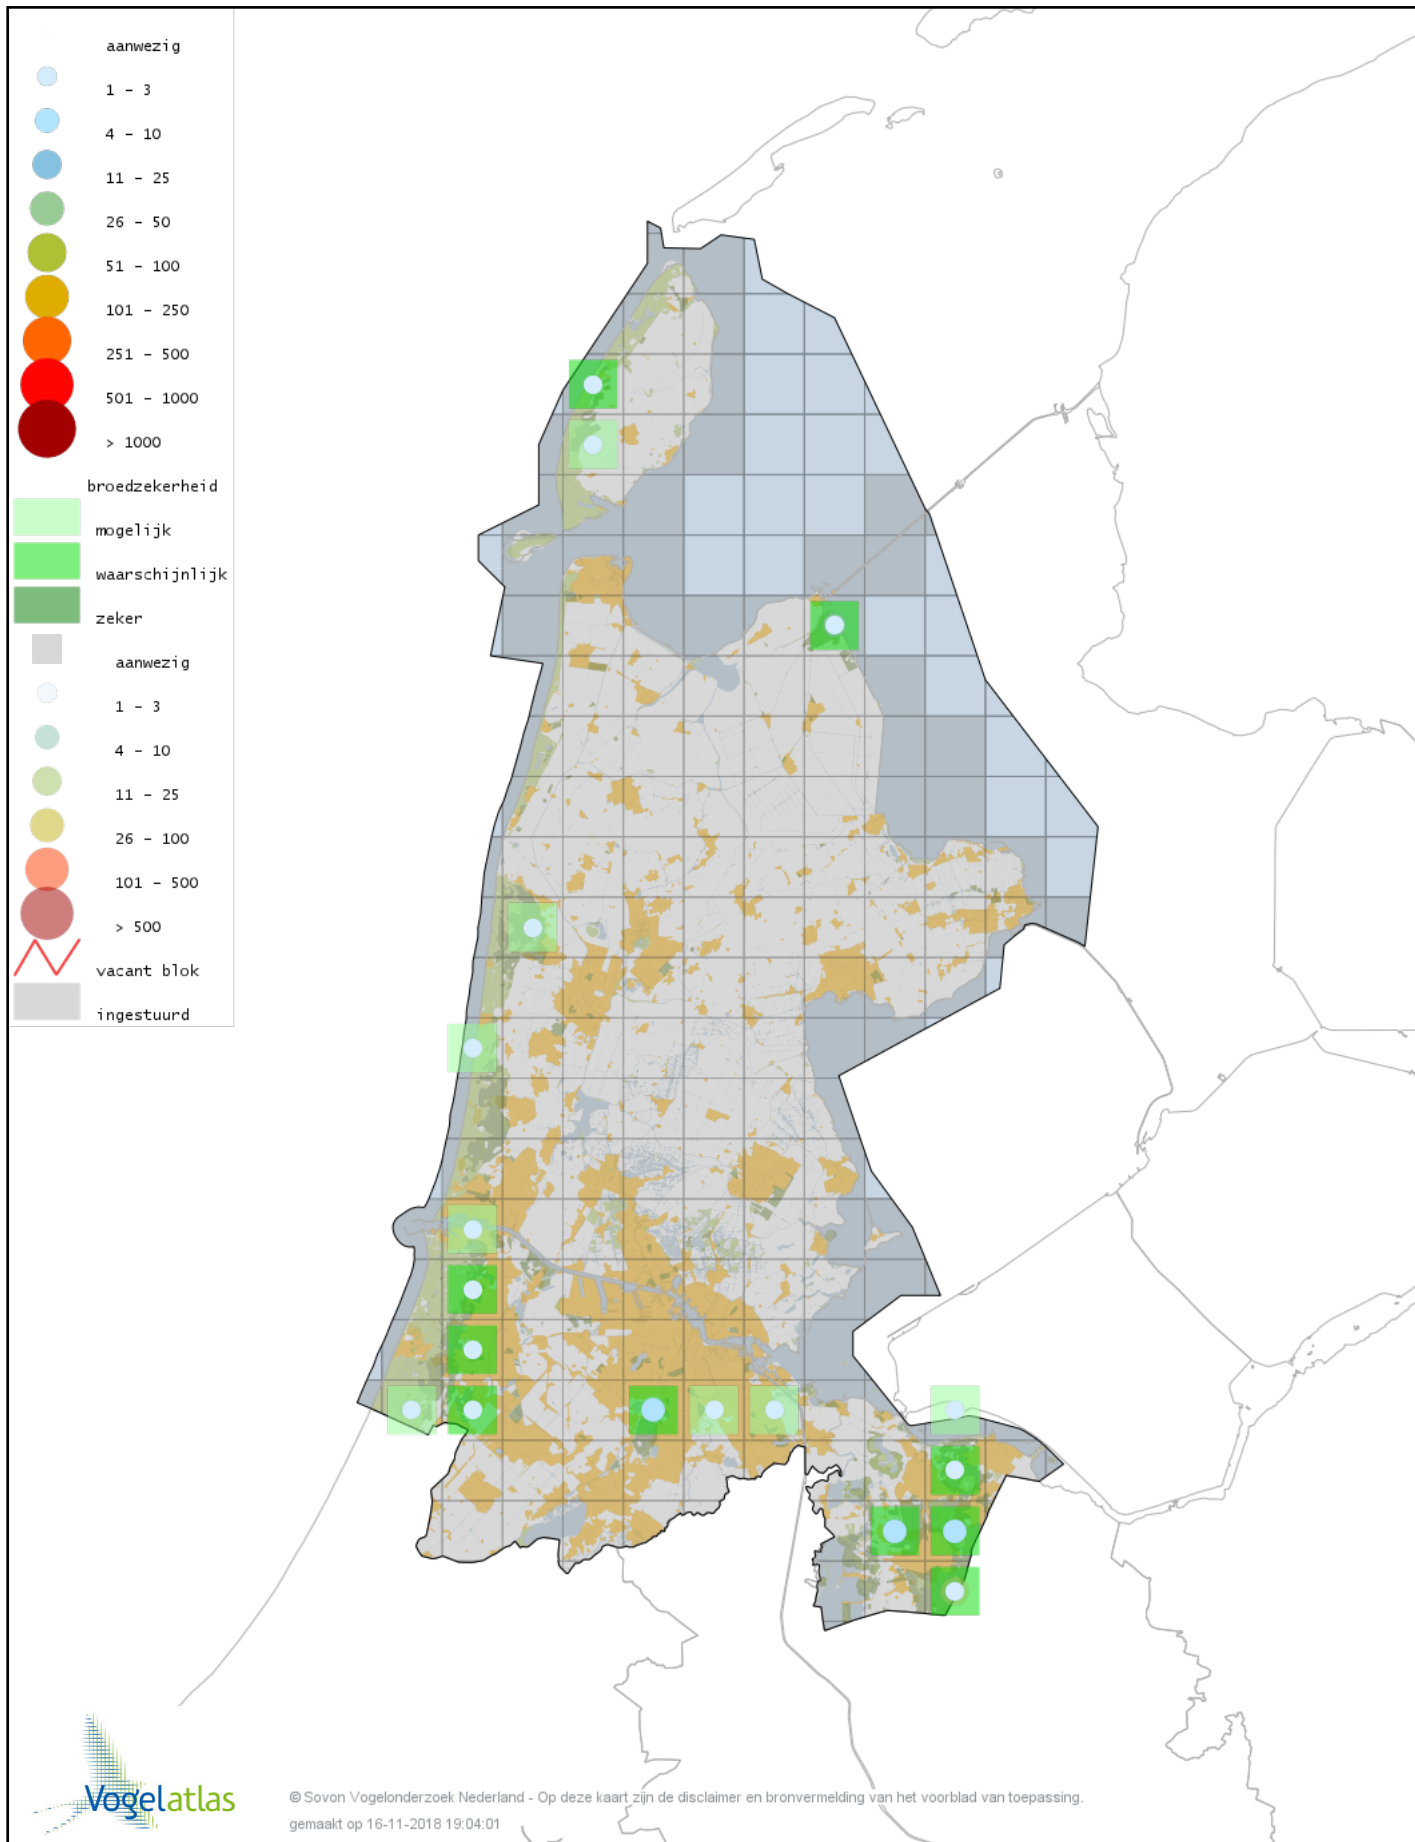 aanwezig
1 - 3
4 - 10
11 - 25
26 - 50
51 - 100
101 - 250
251 - 500
501 - 1000
> 1000
broedzekerheid
mogelijk
waarschijnlijk
zeker
aanwezig
1 - 3
4 - 10
11 - 25
26 - 100
101 - 500
> 500
vacant blok
ingestuurd
Vogelatlas
© Sovon Vogelonderzoek Nederland - Op deze kaart zijn de disclaimer en bronvermelding van het voorblad van toepassing.
gemaakt op 16-11-2018 19:04:01